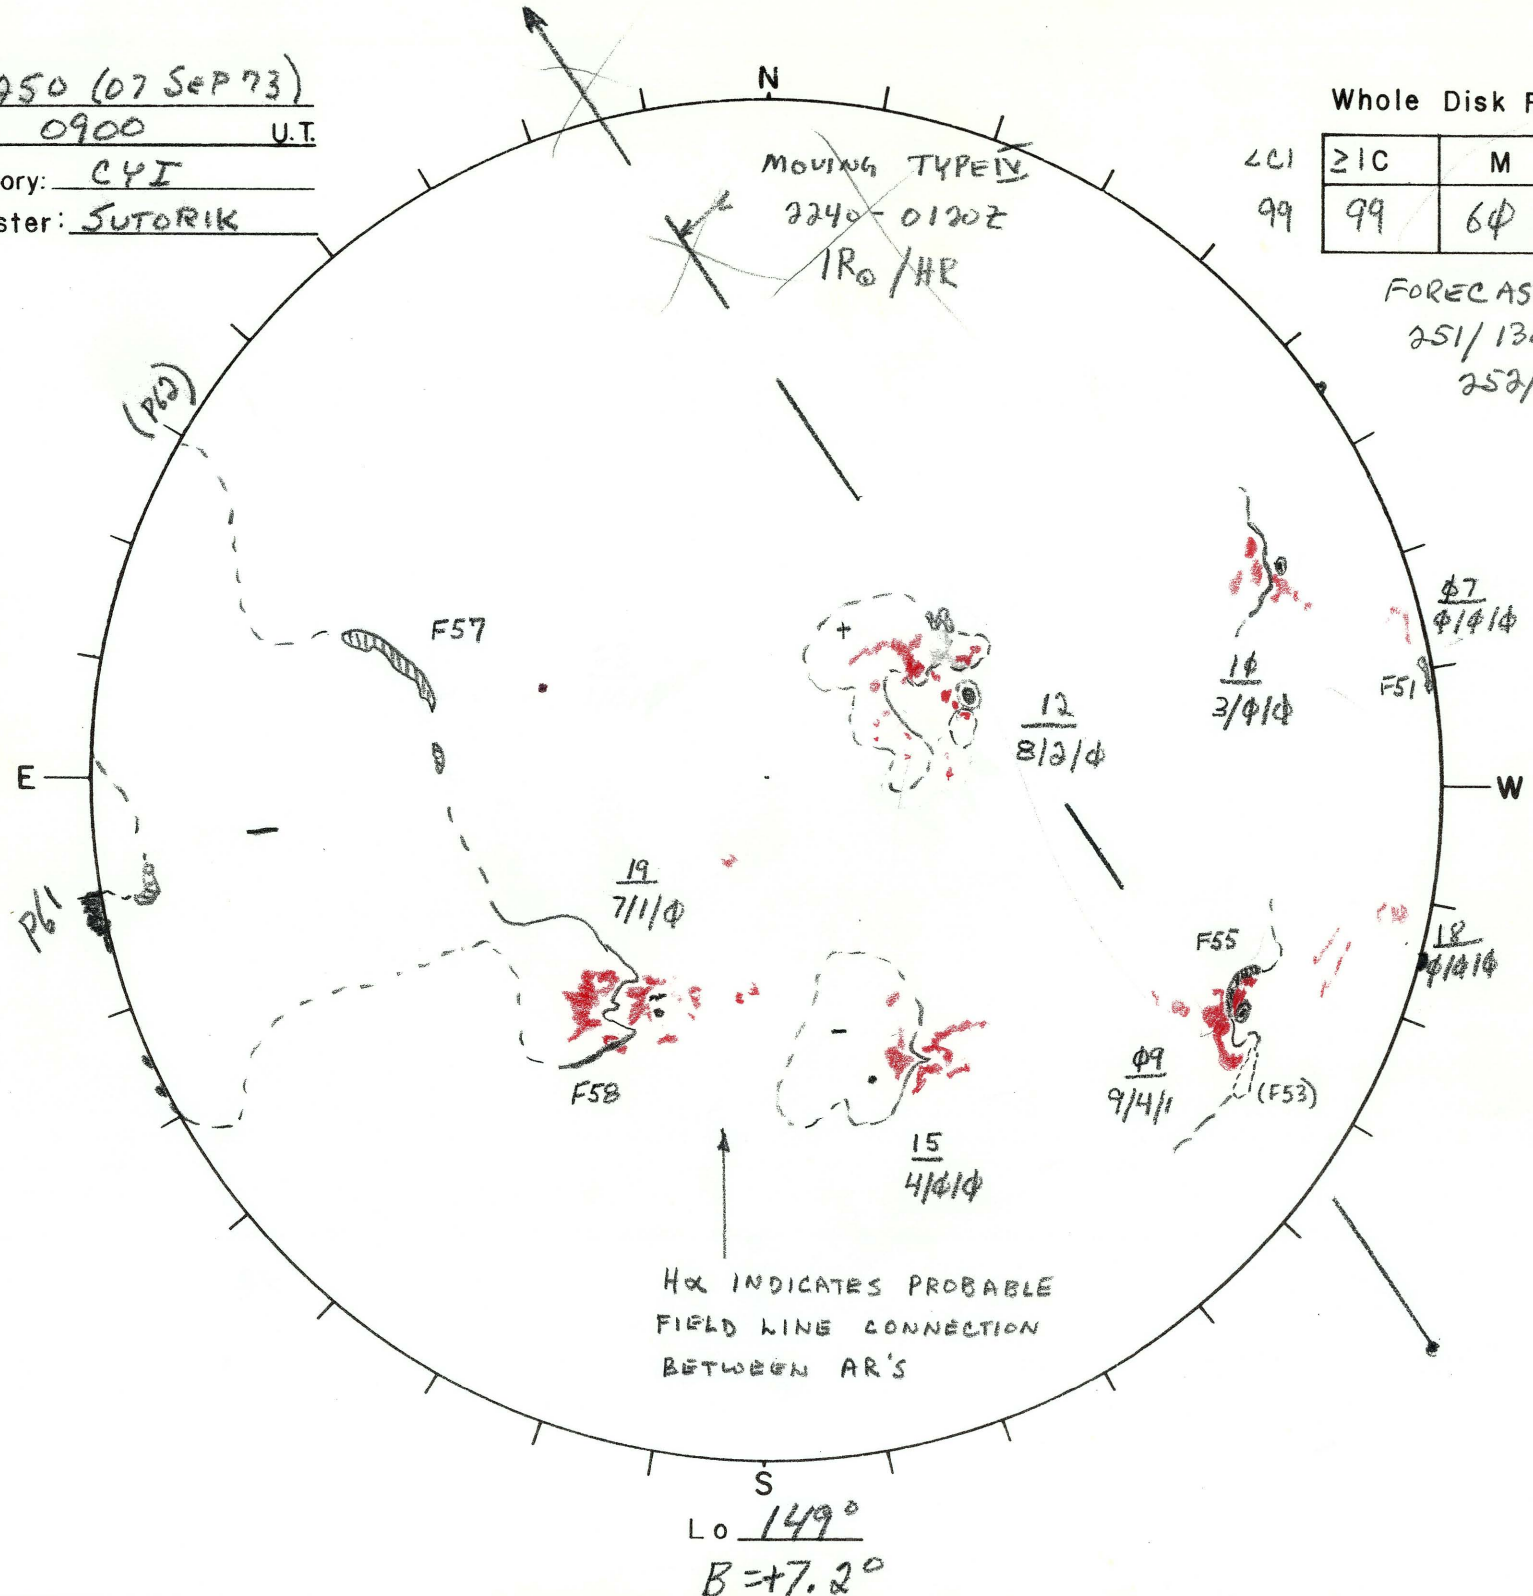 250 (07 SEP 73)
0900 U.T.
ory: CYI
ster: SUTORIK
N
Whole Disk F
<C1 ≥1C M
99 99 6φ
FORECAS
251/13
252/
MOVING TYPE IV
2240-0120Z
1R⊙/HR
(P62)
F57
+
φ7
φ/φ/φ
F51
1φ
3/φ/φ
12
8/2/φ
E
W
−
P61
19
7/1/φ
F55
18
φ/φ/φ
−
F58
φ9
9/4/1
(F53)
15
4/φ/φ
Hα INDICATES PROBABLE
FIELD LINE CONNECTION
BETWEEN AR'S
S
Lo 149°
B=+7.2°